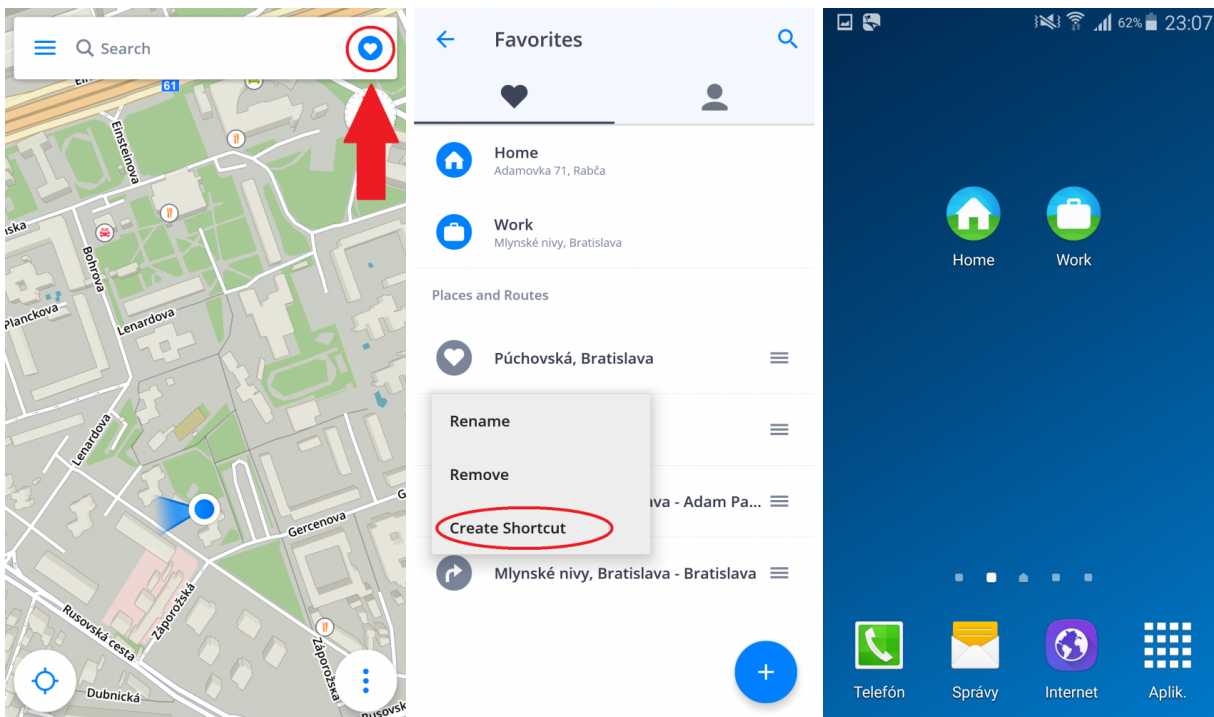 Search
61
Einsteinova
Bohrova
Planckova
Lenardova
Lenardova
Gercenova
Rusovská cesta
Záporožská
Záporožská
Dubnická
Favorites
Home
Adamovka 71, Rabča
Work
Mlynské nivy, Bratislava
Places and Routes
Púchovská, Bratislava
Rename
Remove
ava - Adam Pa...
Create Shortcut
Mlynské nivy, Bratislava - Bratislava
62% 23:07
Home
Work
Telefón
Správy
Internet
Aplik.